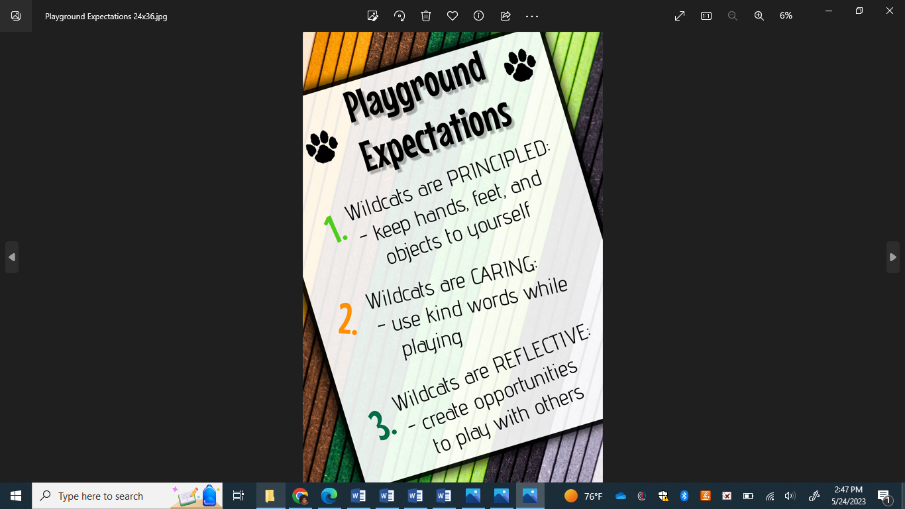 Playground Expectations 24x36.jpg
6%
Playground
Expectations
1. Wildcats are PRINCIPLED:
- keep hands, feet, and
objects to yourself
2. Wildcats are CARING:
- use kind words while
playing
3. Wildcats are REFLECTIVE:
- create opportunities
to play with others
Type here to search
76°F
2:47 PM
5/24/2023
1